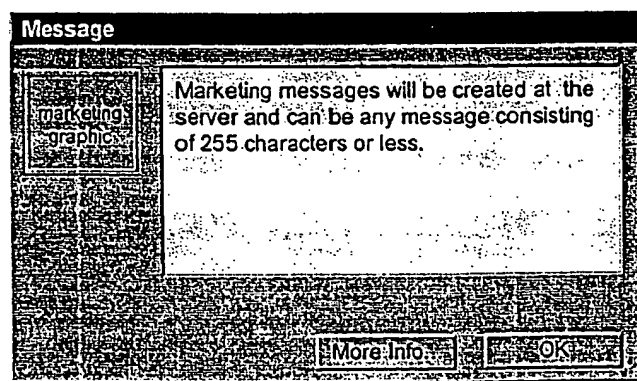 Message
marketing
graphic
Marketing messages will be created at the
server and can be any message consisting
of 255 characters or less.
More Info.
OK